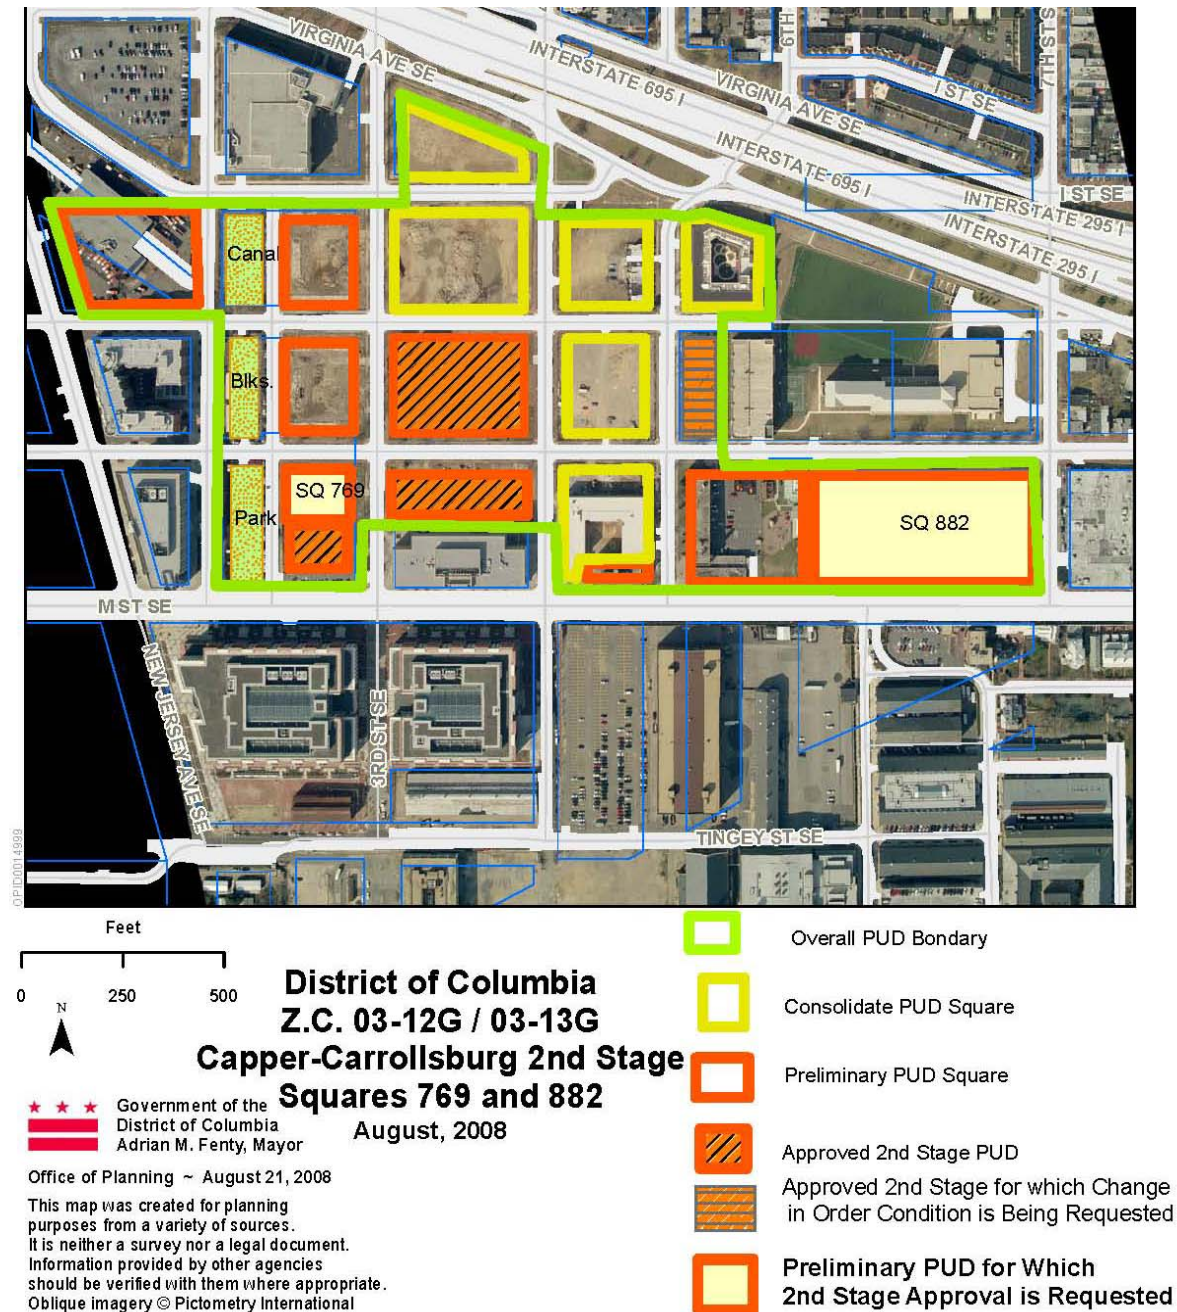 VIRGINIA AVE SE
INTERSTATE 695 I
6TH
7TH ST S
VIRGINIA AVE SE
I ST SE
INTERSTATE 695 I
I ST SE
INTERSTATE 295 I
INTERSTATE 295 I
Canal
Blks.
SQ 769
Park
SQ 882
M ST SE
NEW JERSEY AVE SE
3RD ST SE
TINGEY ST SE
OPID0014999
Feet
0 250 500
N
District of Columbia
Z.C. 03-12G / 03-13G
Capper-Carrollsburg 2nd Stage
Squares 769 and 882
August, 2008
Government of the
District of Columbia
Adrian M. Fenty, Mayor
Office of Planning ~ August 21, 2008
This map was created for planning
purposes from a variety of sources.
It is neither a survey nor a legal document.
Information provided by other agencies
should be verified with them where appropriate.
Oblique imagery © Pictometry International
Overall PUD Bondary
Consolidate PUD Square
Preliminary PUD Square
Approved 2nd Stage PUD
Approved 2nd Stage for which Change
in Order Condition is Being Requested
Preliminary PUD for Which
2nd Stage Approval is Requested